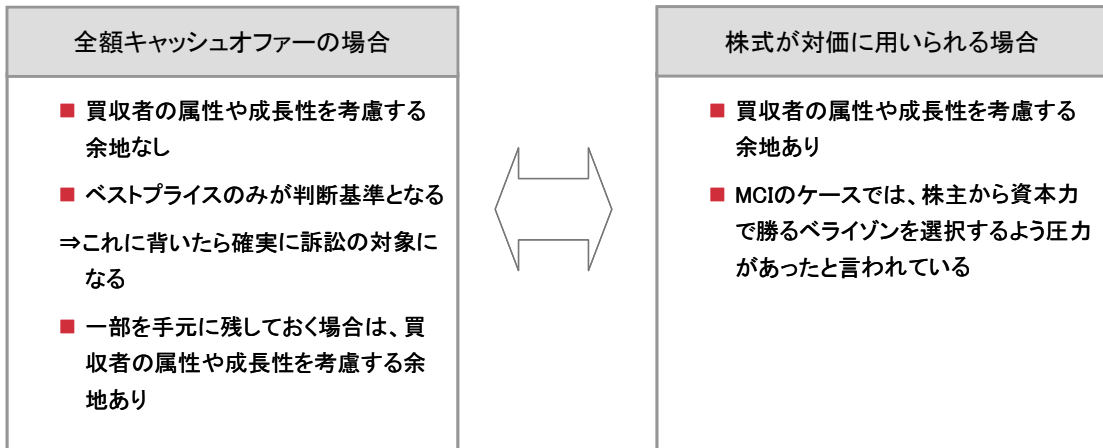 全額キャッシュオファーの場合
■ 買収者の属性や成長性を考慮する
余地なし
■ ベストプライスのみが判断基準となる
⇒これに背いたら確実に訴訟の対象に
なる
■ 一部を手元に残しておく場合は、買
収者の属性や成長性を考慮する余
地あり
株式が対価に用いられる場合
■ 買収者の属性や成長性を考慮する
余地あり
■ MCIのケースでは、株主から資本力
で勝るベライゾンを選択するよう圧力
があったと言われている